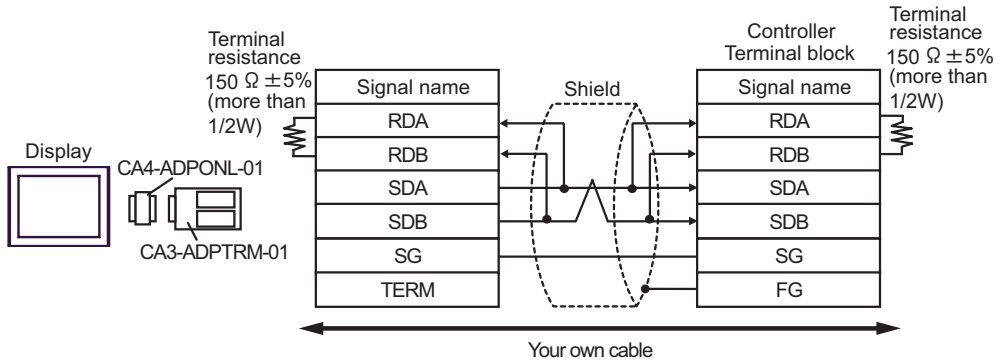 Terminal
resistance
150 Ω ±5%
(more than
1/2W)
Display
CA4-ADPONL-01
CA3-ADPTRM-01
Signal name
RDA
RDB
SDA
SDB
SG
TERM
Shield
Controller
Terminal block
Signal name
RDA
RDB
SDA
SDB
SG
FG
Terminal
resistance
150 Ω ±5%
(more than
1/2W)
Your own cable